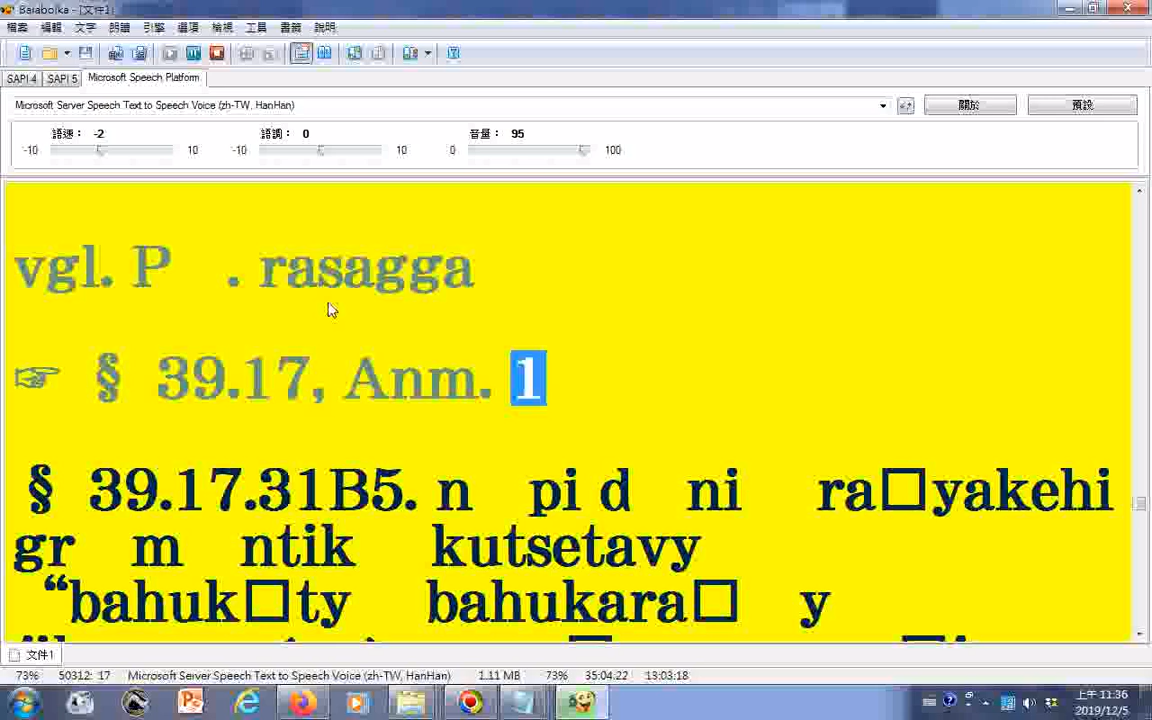 Balabolka - [文件1]
檔案 編輯 文字 朗讀 引擎 選項 檢視 工具 書籤 說明
SAPI 4 SAPI 5 Microsoft Speech Platform
Microsoft Server Speech Text to Speech Voice (zh-TW, HanHan) 關於 預設
語速: -2 語調: 0 音量: 95
-10 10 -10 10 0 100
vgl. P . rasagga
☞ § 39.17, Anm. 1
§ 39.17.31B5. n pi d ni ra□yakehi
gr m ntik kutsetavy
“bahuk□ty bahukara□ y
文件1
73% 50312: 17 Microsoft Server Speech Text to Speech Voice (zh-TW, HanHan) 1.11 MB 73% 35:04.22 13:03:18
上午 11:36
2019/12/5